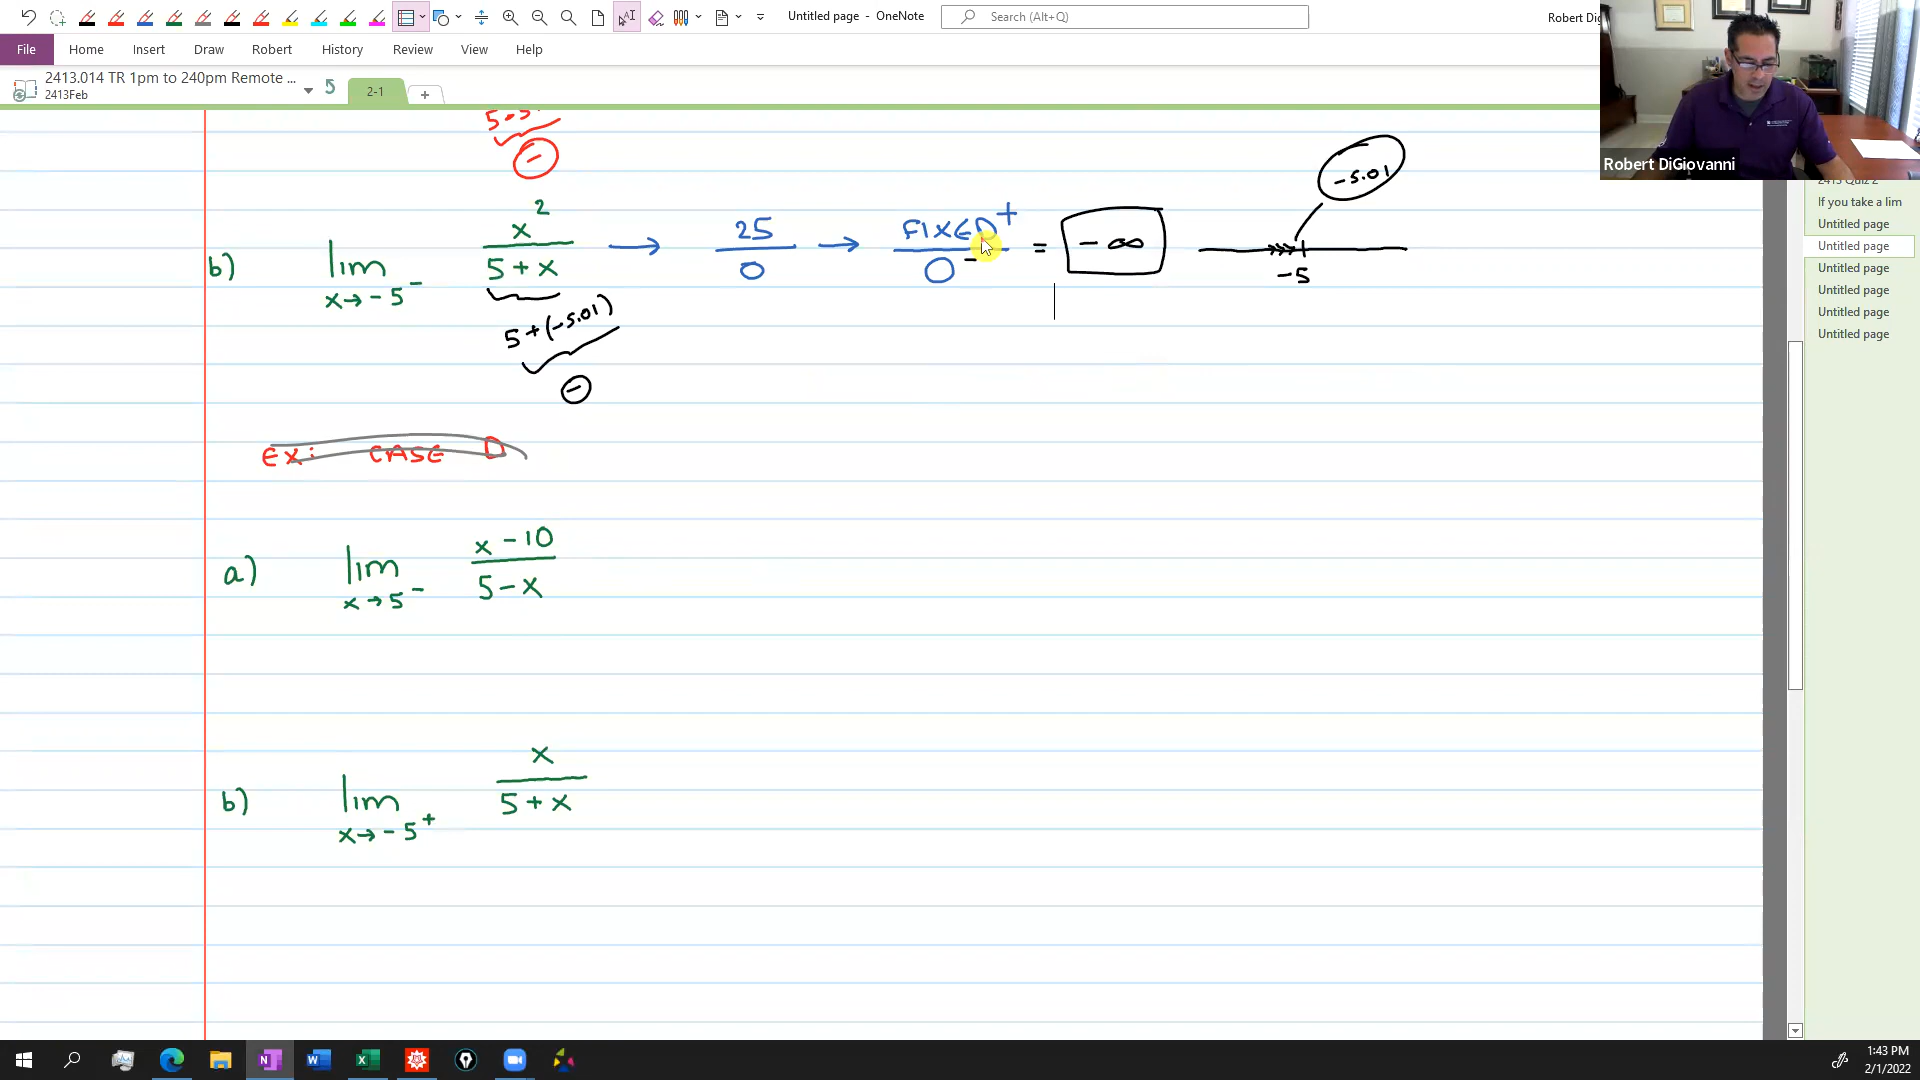 Untitled page - OneNote
Search (Alt+Q)
File Home Insert Draw Robert History Review View Help
2413.014 TR 1pm to 240pm Remote ...
2413Feb
2-1
+
Robert DiGiovanni
If you take a lim
Untitled page
Untitled page
Untitled page
Untitled page
Untitled page
Untitled page
−
b) lim x→-5⁻ x²/(5+x) → 25/0 → FIXED⁺/0⁻ = -∞
-5.01
-5
5+(-5.01)
−
EX: CASE D
a) lim x→5⁻ (x-10)/(5-x)
b) lim x→-5⁺ x/(5+x)
1:43 PM
2/1/2022